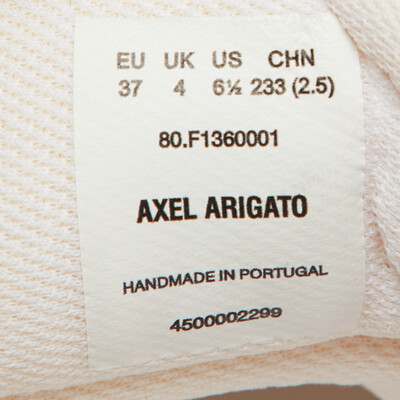 EU UK US CHN
37 4 6½ 233 (2.5)
80.F1360001
AXEL ARIGATO
HANDMADE IN PORTUGAL
4500002299